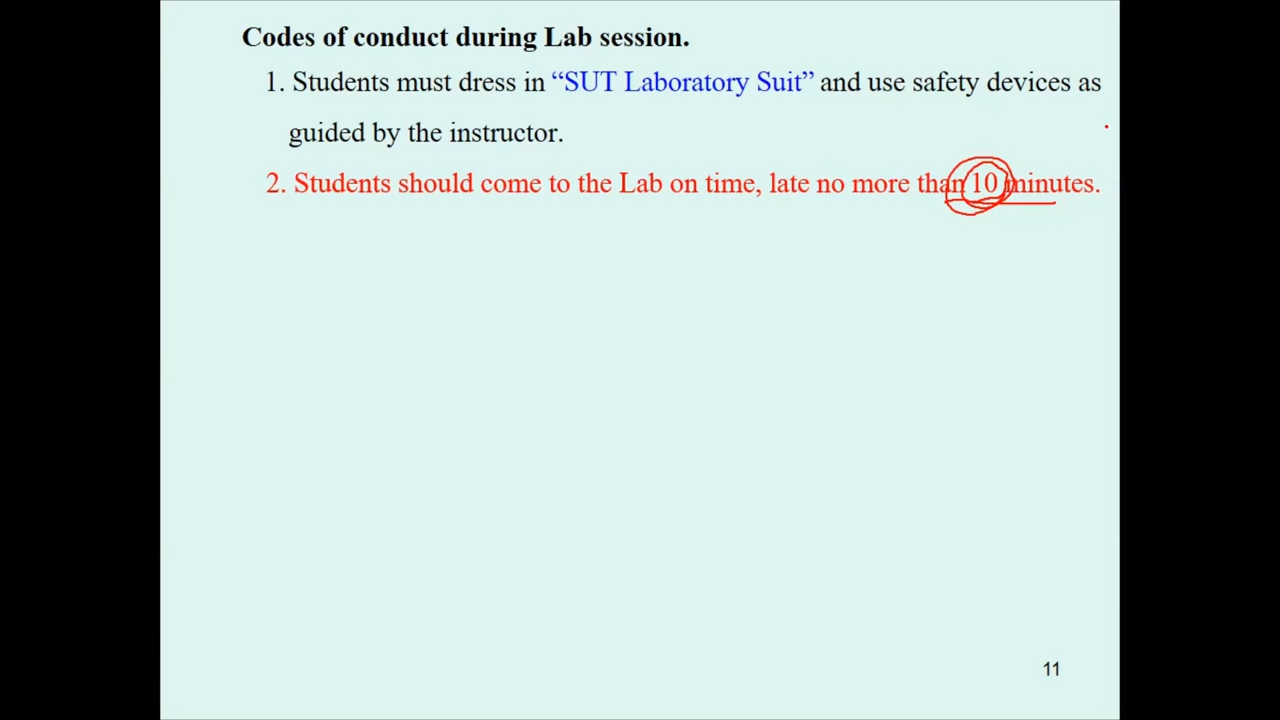 Codes of conduct during Lab session.
1. Students must dress in “SUT Laboratory Suit” and use safety devices as
guided by the instructor.
2. Students should come to the Lab on time, late no more than 10 minutes.
11